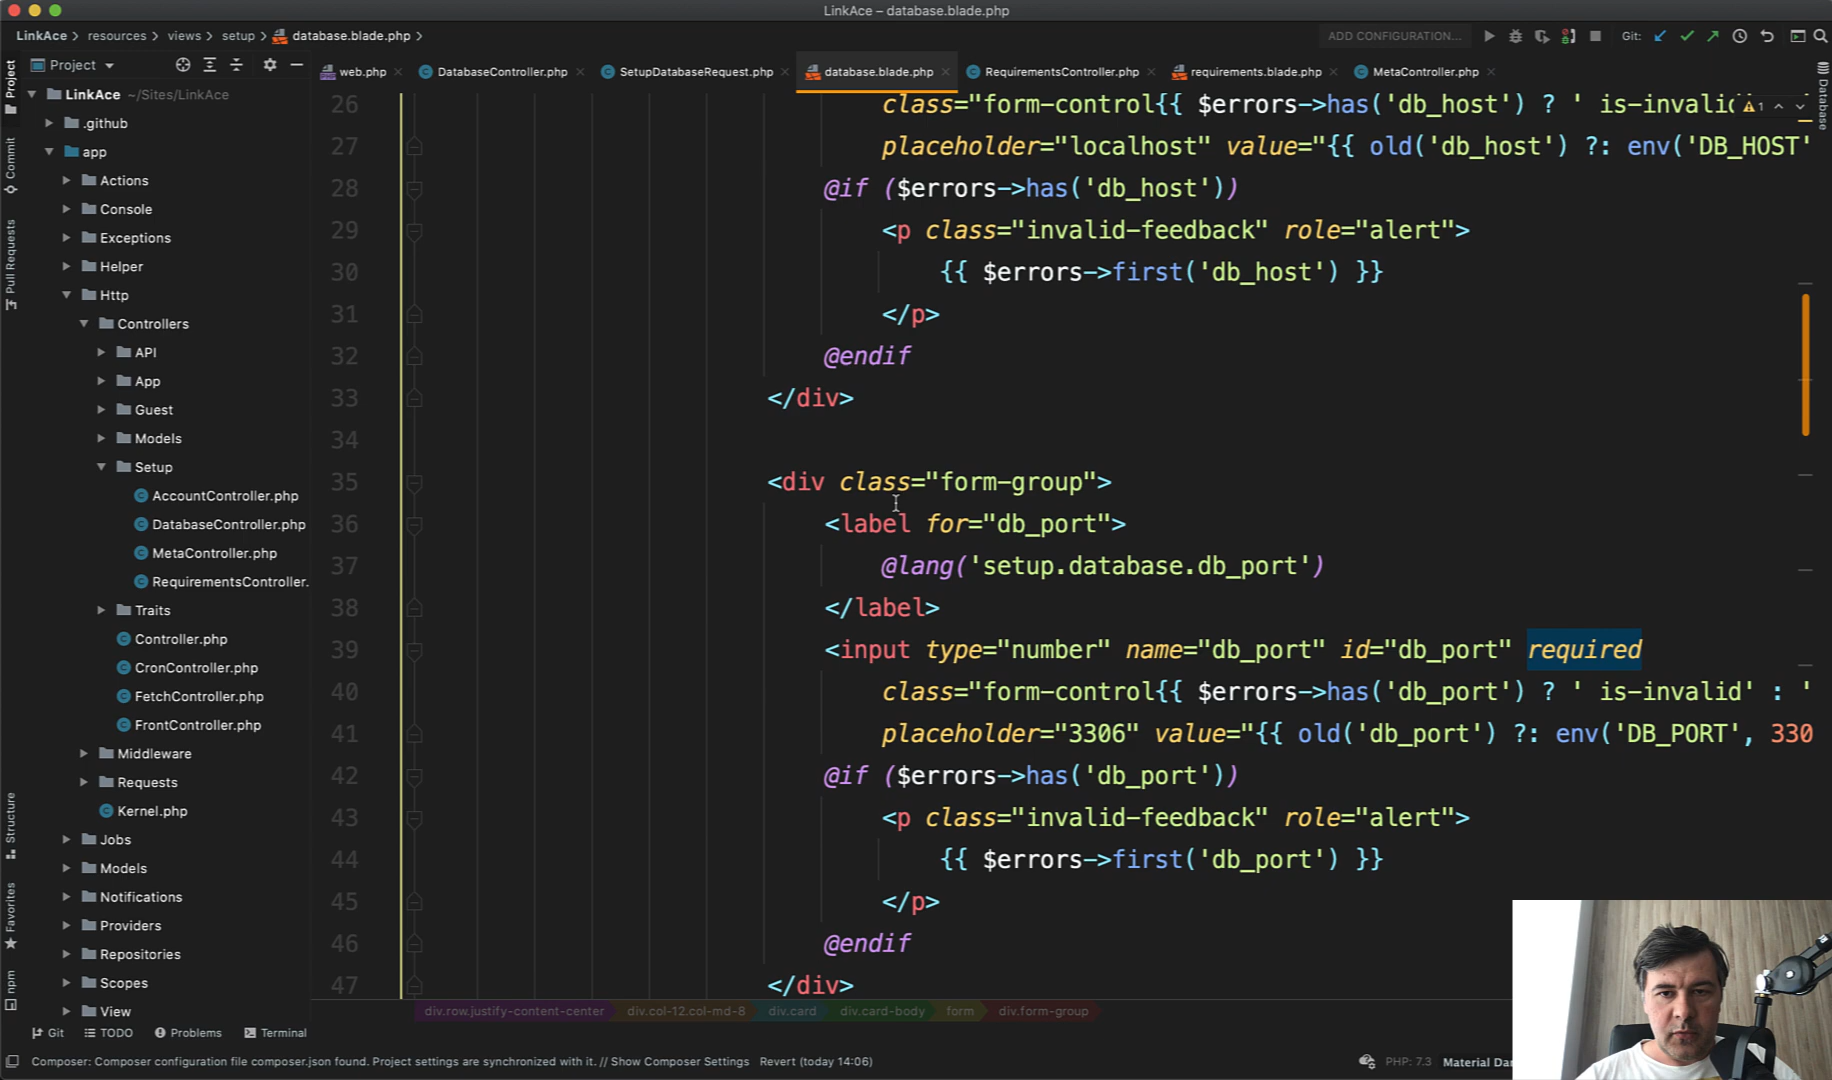 LinkAce – database.blade.php
LinkAce resources views setup database.blade.php
ADD CONFIGURATION... Git:
Project
web.php DatabaseController.php SetupDatabaseRequest.php database.blade.php RequirementsController.php requirements.blade.php MetaController.php
Project
Commit
Pull Requests
Structure
Favorites
npm
Database
LinkAce ~/Sites/LinkAce
.github
app
Actions
Console
Exceptions
Helper
Http
Controllers
API
App
Guest
Models
Setup
AccountController.php
DatabaseController.php
MetaController.php
RequirementsController.
Traits
Controller.php
CronController.php
FetchController.php
FrontController.php
Middleware
Requests
Kernel.php
Jobs
Models
Notifications
Providers
Repositories
Scopes
View
26 class="form-control{{ $errors->has('db_host') ? ' is-invalid 1
27 placeholder="localhost" value="{{ old('db_host') ?: env('DB_HOST'
28 @if ($errors->has('db_host'))
29 <p class="invalid-feedback" role="alert">
30 {{ $errors->first('db_host') }}
31 </p>
32 @endif
33 </div>
34
35 <div class="form-group">
36 <label for="db_port">
37 @lang('setup.database.db_port')
38 </label>
39 <input type="number" name="db_port" id="db_port" required
40 class="form-control{{ $errors->has('db_port') ? ' is-invalid' : '
41 placeholder="3306" value="{{ old('db_port') ?: env('DB_PORT', 330
42 @if ($errors->has('db_port'))
43 <p class="invalid-feedback" role="alert">
44 {{ $errors->first('db_port') }}
45 </p>
46 @endif
47 </div>
div.row.justify-content-center div.col-12.col-md-8 div.card div.card-body form div.form-group
Git TODO Problems Terminal
Composer: Composer configuration file composer.json found. Project settings are synchronized with it. // Show Composer Settings Revert (today 14:06) PHP: 7.3 Material Dar